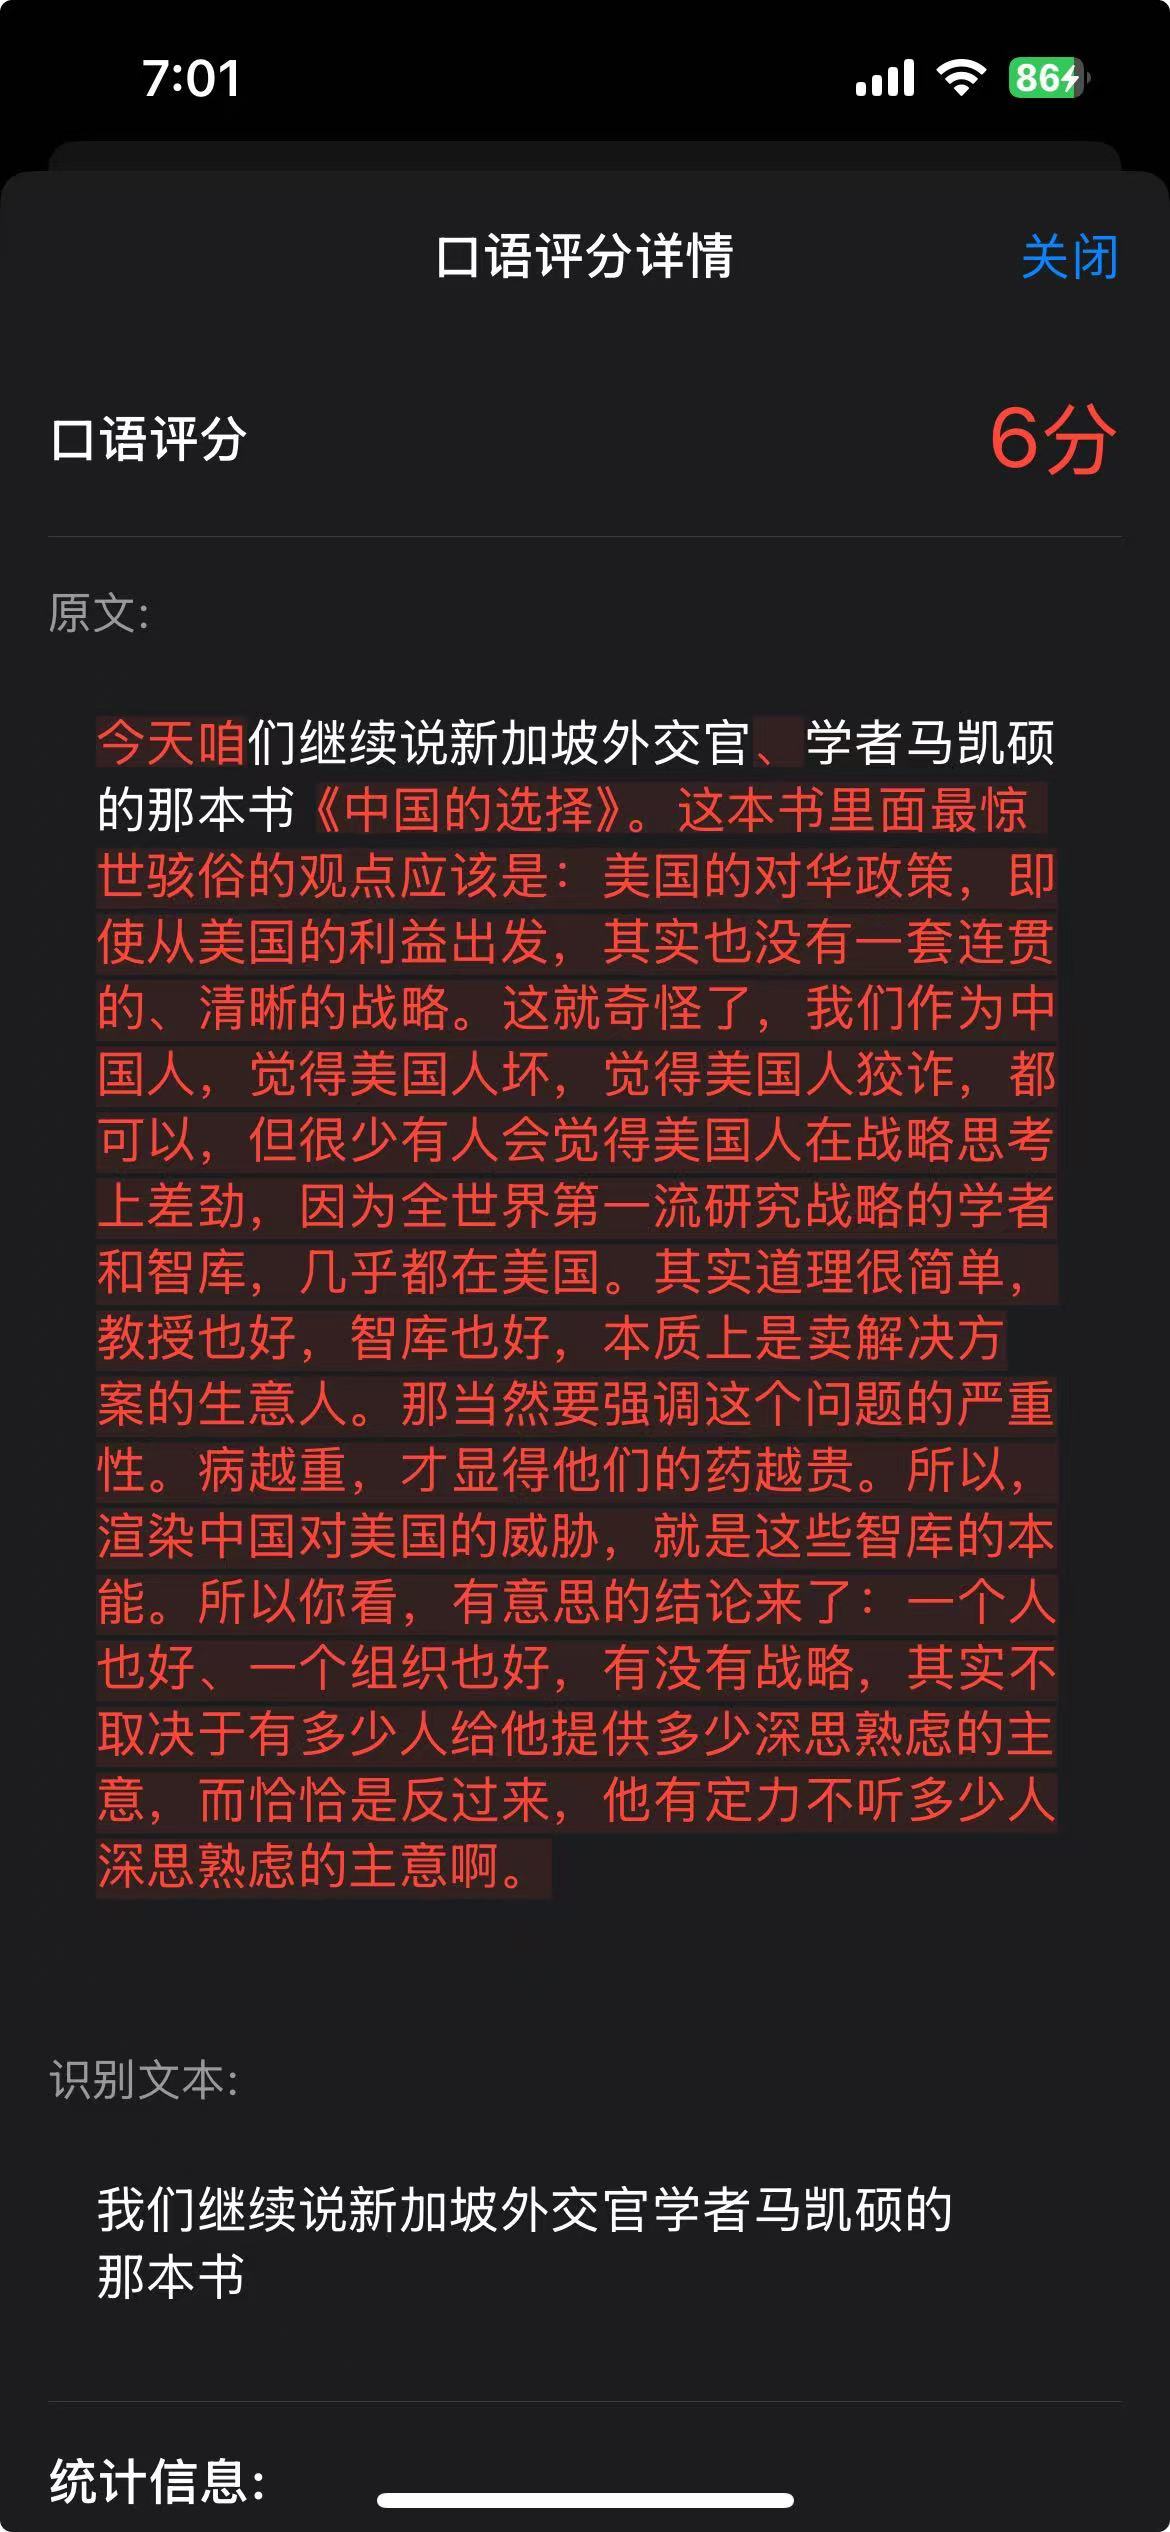 7:01
86
口语评分详情
关闭
口语评分
6分
原文:
今天咱们继续说新加坡外交官、学者马凯硕
的那本书《中国的选择》。这本书里面最惊
世骇俗的观点应该是：美国的对华政策，即
使从美国的利益出发，其实也没有一套连贯
的、清晰的战略。这就奇怪了，我们作为中
国人，觉得美国人坏，觉得美国人狡诈，都
可以，但很少有人会觉得美国人在战略思考
上差劲，因为全世界第一流研究战略的学者
和智库，几乎都在美国。其实道理很简单，
教授也好，智库也好，本质上是卖解决方
案的生意人。那当然要强调这个问题的严重
性。病越重，才显得他们的药越贵。所以，
渲染中国对美国的威胁，就是这些智库的本
能。所以你看，有意思的结论来了：一个人
也好、一个组织也好，有没有战略，其实不
取决于有多少人给他提供多少深思熟虑的主
意，而恰恰是反过来，他有定力不听多少人
深思熟虑的主意啊。
识别文本:
我们继续说新加坡外交官学者马凯硕的
那本书
统计信息: